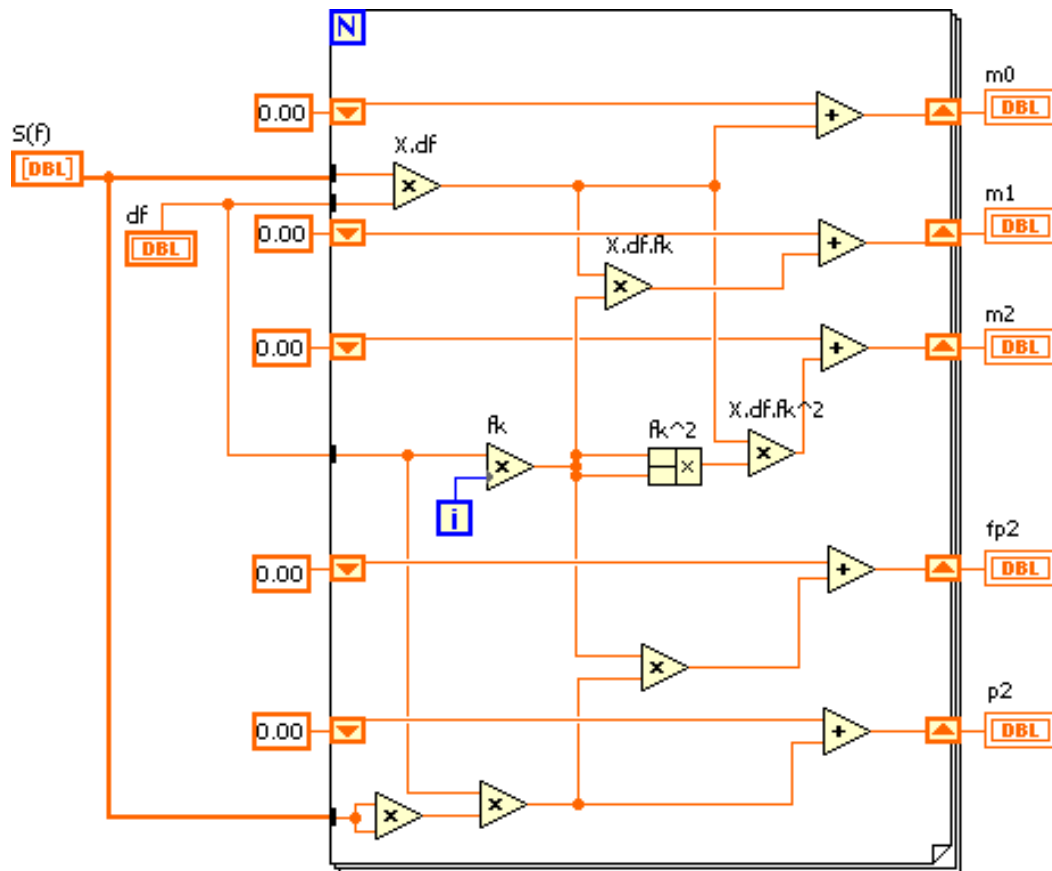 N
m0
0.00
+
DBL
S(f)
X.df
[DBL]
×
m1
df
0.00
+
DBL
DBL
X.df.fk
×
m2
0.00
+
DBL
X.df.fk^2
fk
fk^2
×
×
×
i
fp2
0.00
+
DBL
×
p2
0.00
+
DBL
×
×